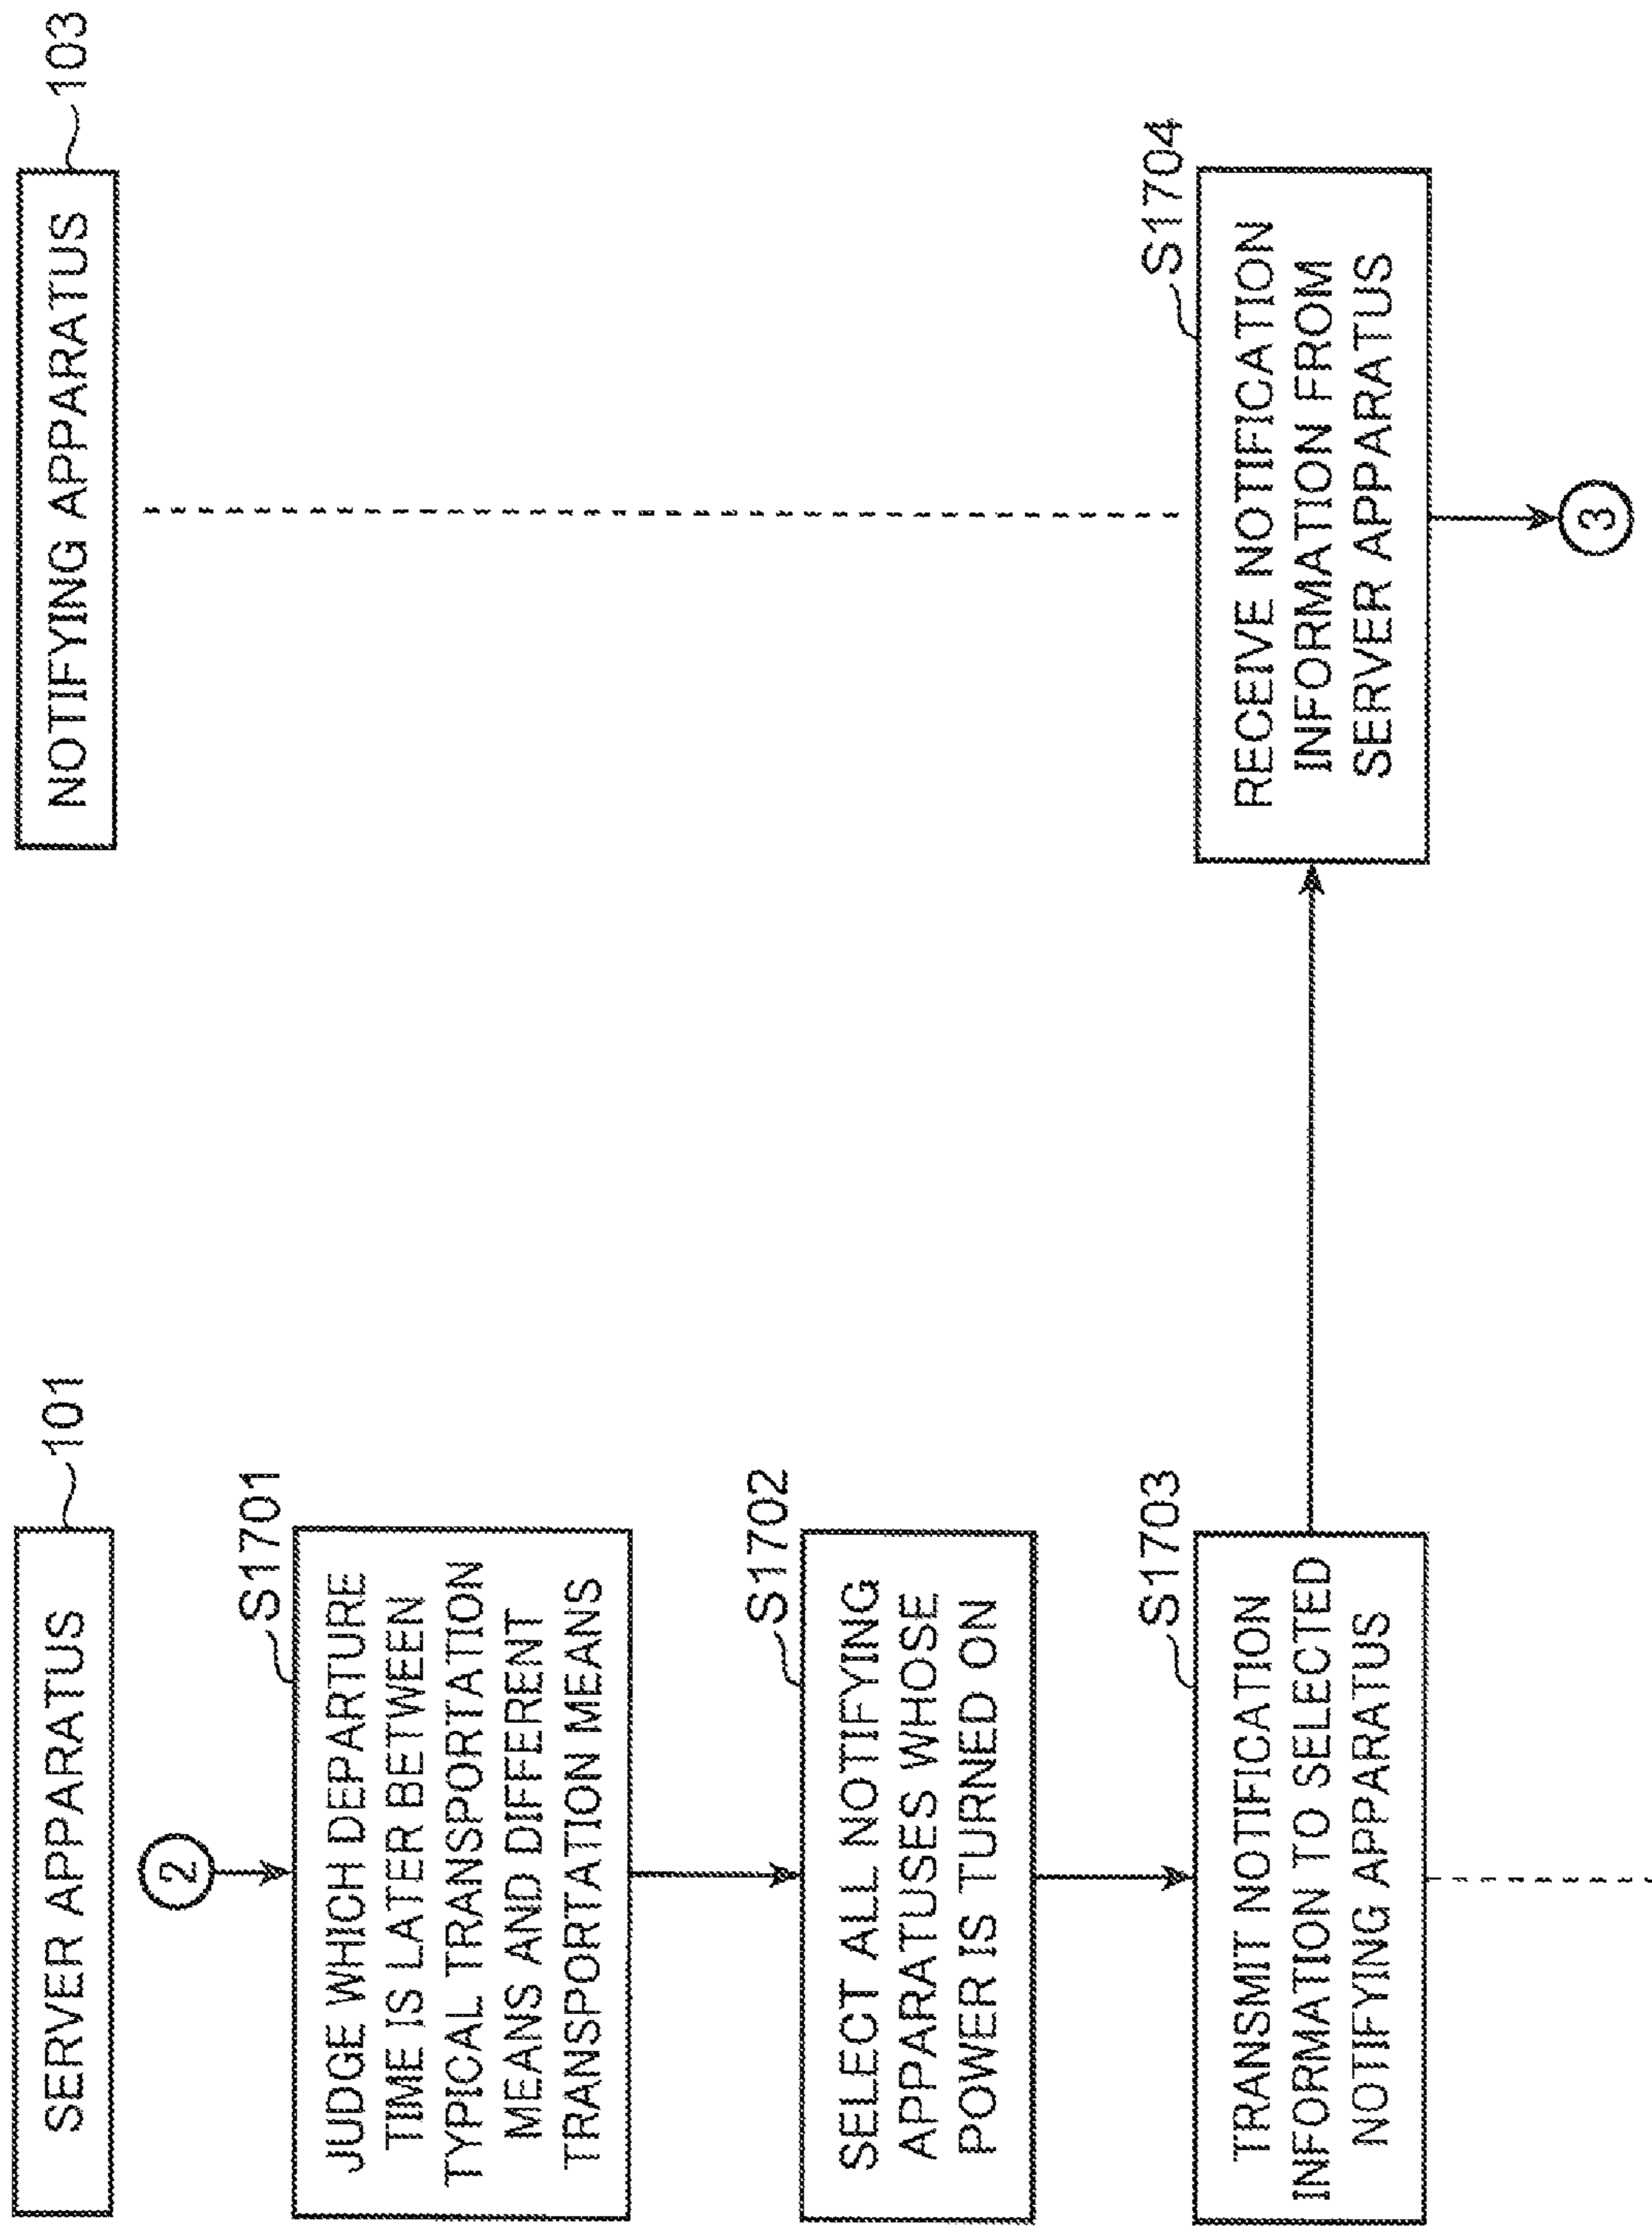 SERVER APPARATUS
101
NOTIFYING APPARATUS
103
2
S1701
JUDGE WHICH DEPARTURE
TIME IS LATER BETWEEN
TYPICAL TRANSPORTATION
MEANS AND DIFFERENT
TRANSPORTATION MEANS
S1702
SELECT ALL NOTIFYING
APPARATUSES WHOSE
POWER IS TURNED ON
S1703
TRANSMIT NOTIFICATION
INFORMATION TO SELECTED
NOTIFYING APPARATUS
S1704
RECEIVE NOTIFICATION
INFORMATION FROM
SERVER APPARATUS
3